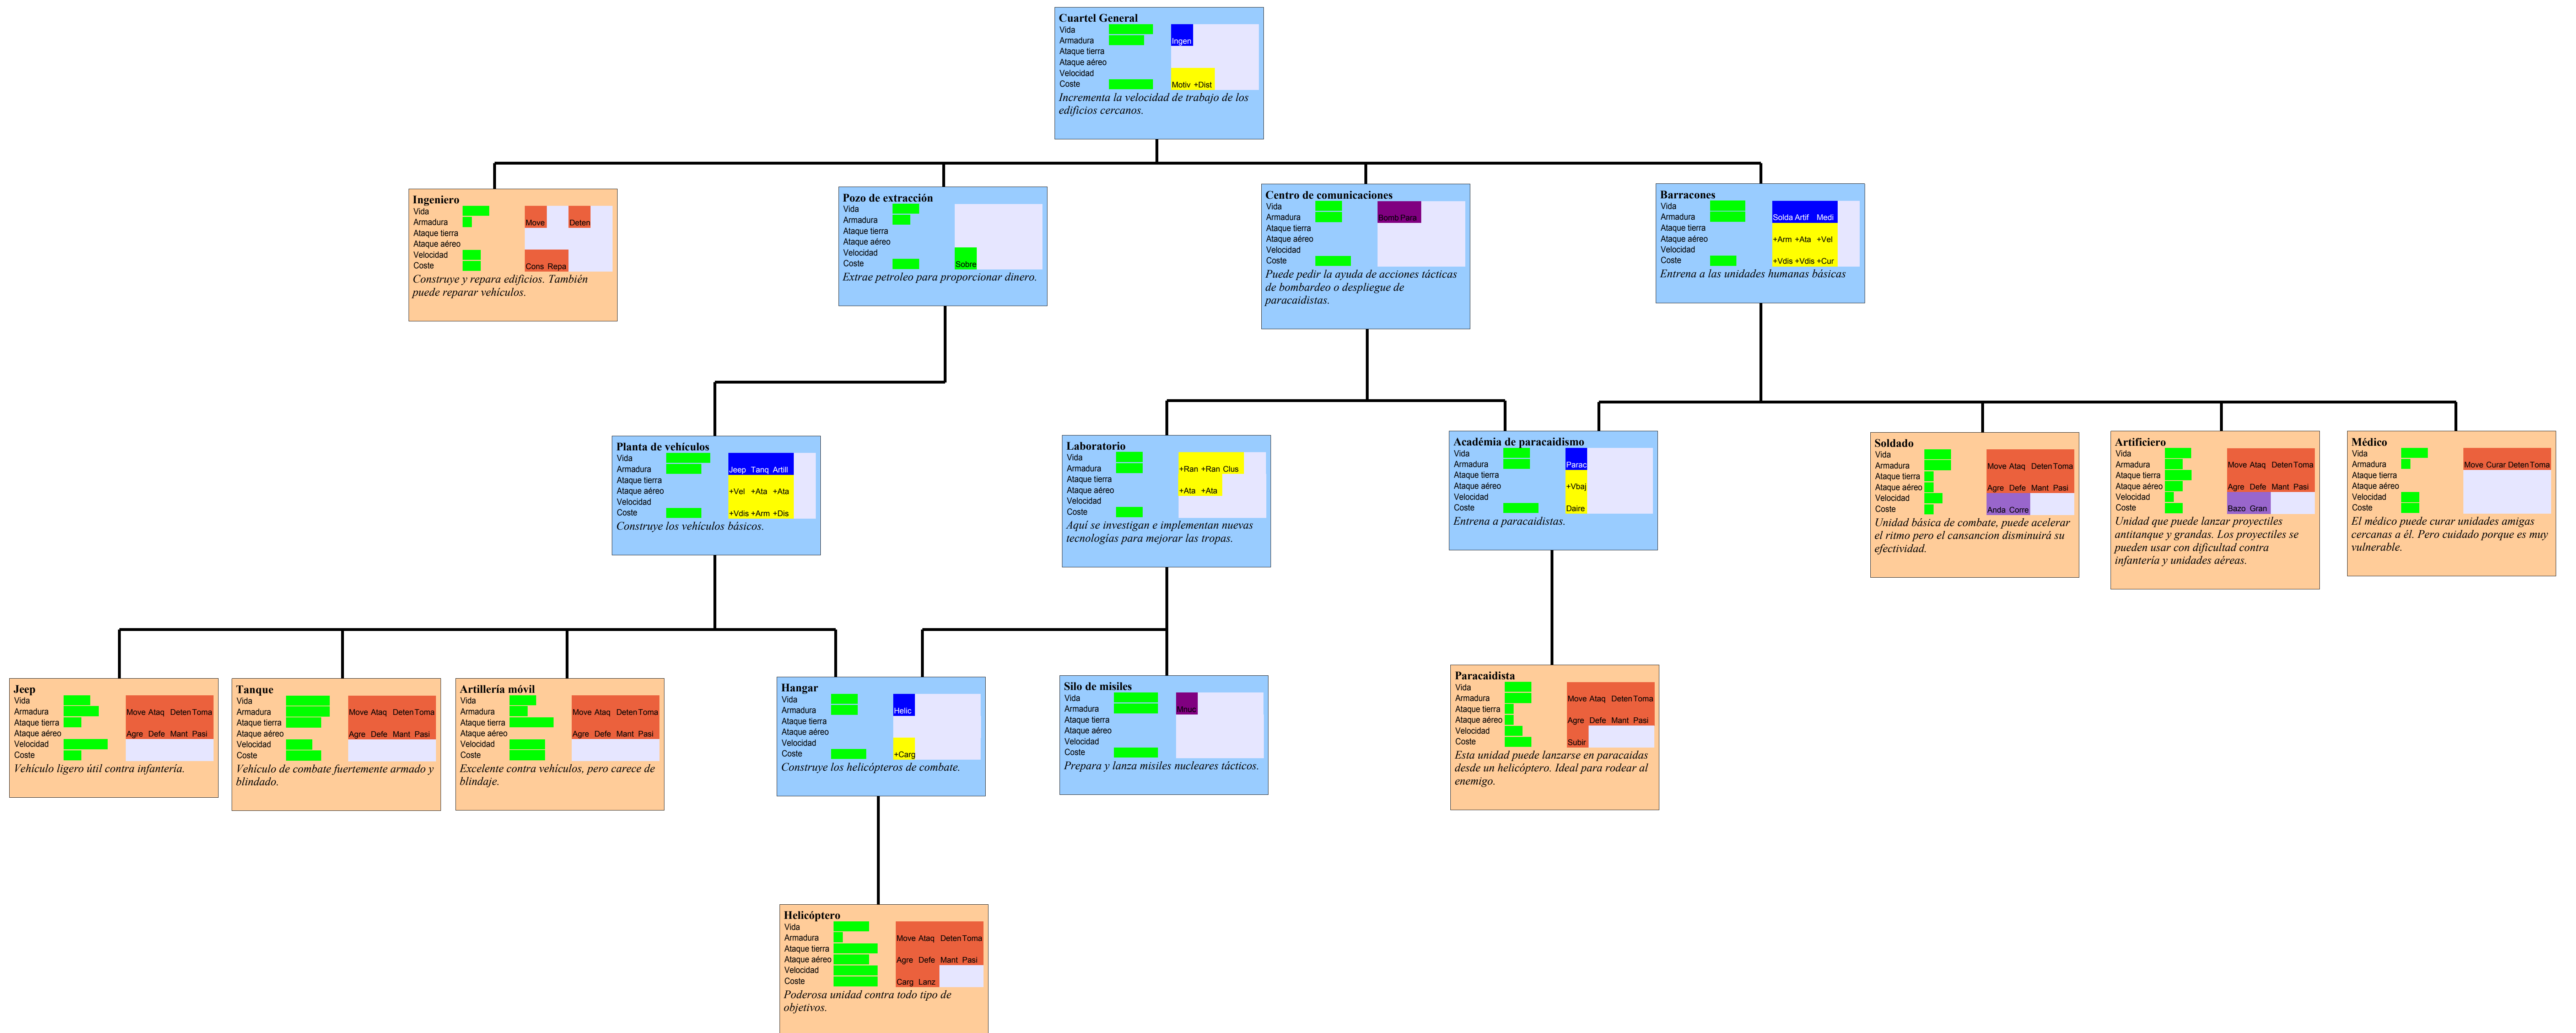 Cuartel General
Vida
Armadura
Ingen
Ataque tierra
Ataque aéreo
Velocidad
Coste
Motiv +Dist
Incrementa la velocidad de trabajo de los
edificios cercanos.
Ingeniero
Vida
Armadura
Move Deten
Ataque tierra
Ataque aéreo
Velocidad
Coste
Cons Repa
Construye y repara edificios. También
puede reparar vehículos.
Pozo de extracción
Vida
Armadura
Ataque tierra
Ataque aéreo
Velocidad
Coste
Sobre
Extrae petroleo para proporcionar dinero.
Centro de comunicaciones
Vida
Armadura
Bomb Para
Ataque tierra
Ataque aéreo
Velocidad
Coste
Puede pedir la ayuda de acciones tácticas
de bombardeo o despliegue de
paracaidistas.
Barracones
Vida
Armadura
Solda Artif Medi
Ataque tierra
Ataque aéreo
+Arm +Ata +Vel
Velocidad
Coste
+Vdis +Vdis +Cur
Entrena a las unidades humanas básicas
Planta de vehículos
Vida
Armadura
Jeep Tanq Artill
Ataque tierra
Ataque aéreo
+Vel +Ata +Ata
Velocidad
Coste
+Vdis +Arm +Dis
Construye los vehículos básicos.
Laboratorio
Vida
Armadura
+Ran +Ran Clus
Ataque tierra
Ataque aéreo
+Ata +Ata
Velocidad
Coste
Aquí se investigan e implementan nuevas
tecnologías para mejorar las tropas.
Académia de paracaidismo
Vida
Armadura
Parac
Ataque tierra
Ataque aéreo
+Vbaj
Velocidad
Coste
Daire
Entrena a paracaidistas.
Soldado
Vida
Armadura
Move Ataq Deten Toma
Ataque tierra
Ataque aéreo
Agre Defe Mant Pasi
Velocidad
Coste
Anda Corre
Unidad básica de combate, puede acelerar
el ritmo pero el cansancion disminuirá su
efectividad.
Artificiero
Vida
Armadura
Move Ataq Deten Toma
Ataque tierra
Ataque aéreo
Agre Defe Mant Pasi
Velocidad
Coste
Bazo Gran
Unidad que puede lanzar proyectiles
antitanque y grandas. Los proyectiles se
pueden usar con dificultad contra
infantería y unidades aéreas.
Médico
Vida
Armadura
Move Curar Deten Toma
Ataque tierra
Ataque aéreo
Velocidad
Coste
El médico puede curar unidades amigas
cercanas a él. Pero cuidado porque es muy
vulnerable.
Jeep
Vida
Armadura
Move Ataq Deten Toma
Ataque tierra
Ataque aéreo
Agre Defe Mant Pasi
Velocidad
Coste
Vehículo ligero útil contra infantería.
Tanque
Vida
Armadura
Move Ataq Deten Toma
Ataque tierra
Ataque aéreo
Agre Defe Mant Pasi
Velocidad
Coste
Vehículo de combate fuertemente armado y
blindado.
Artillería móvil
Vida
Armadura
Move Ataq Deten Toma
Ataque tierra
Ataque aéreo
Agre Defe Mant Pasi
Velocidad
Coste
Excelente contra vehículos, pero carece de
blindaje.
Hangar
Vida
Armadura
Helic
Ataque tierra
Ataque aéreo
Velocidad
Coste
+Carg
Construye los helicópteros de combate.
Silo de misiles
Vida
Armadura
Mnuc
Ataque tierra
Ataque aéreo
Velocidad
Coste
Prepara y lanza misiles nucleares tácticos.
Paracaidista
Vida
Armadura
Move Ataq Deten Toma
Ataque tierra
Ataque aéreo
Agre Defe Mant Pasi
Velocidad
Coste
Subir
Esta unidad puede lanzarse en paracaidas
desde un helicóptero. Ideal para rodear al
enemigo.
Helicóptero
Vida
Armadura
Move Ataq Deten Toma
Ataque tierra
Ataque aéreo
Agre Defe Mant Pasi
Velocidad
Coste
Carg Lanz
Poderosa unidad contra todo tipo de
objetivos.